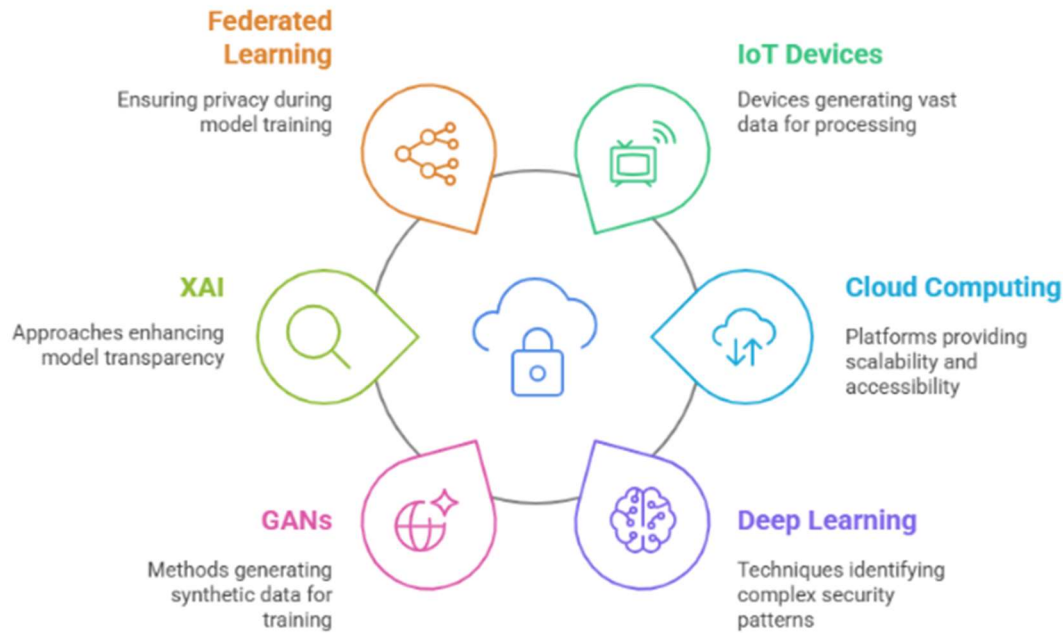 Federated
Learning
Ensuring privacy during
model training
IoT Devices
Devices generating vast
data for processing
XAI
Approaches enhancing
model transparency
Cloud Computing
Platforms providing
scalability and
accessibility
GANs
Methods generating
synthetic data for
training
Deep Learning
Techniques identifying
complex security
patterns